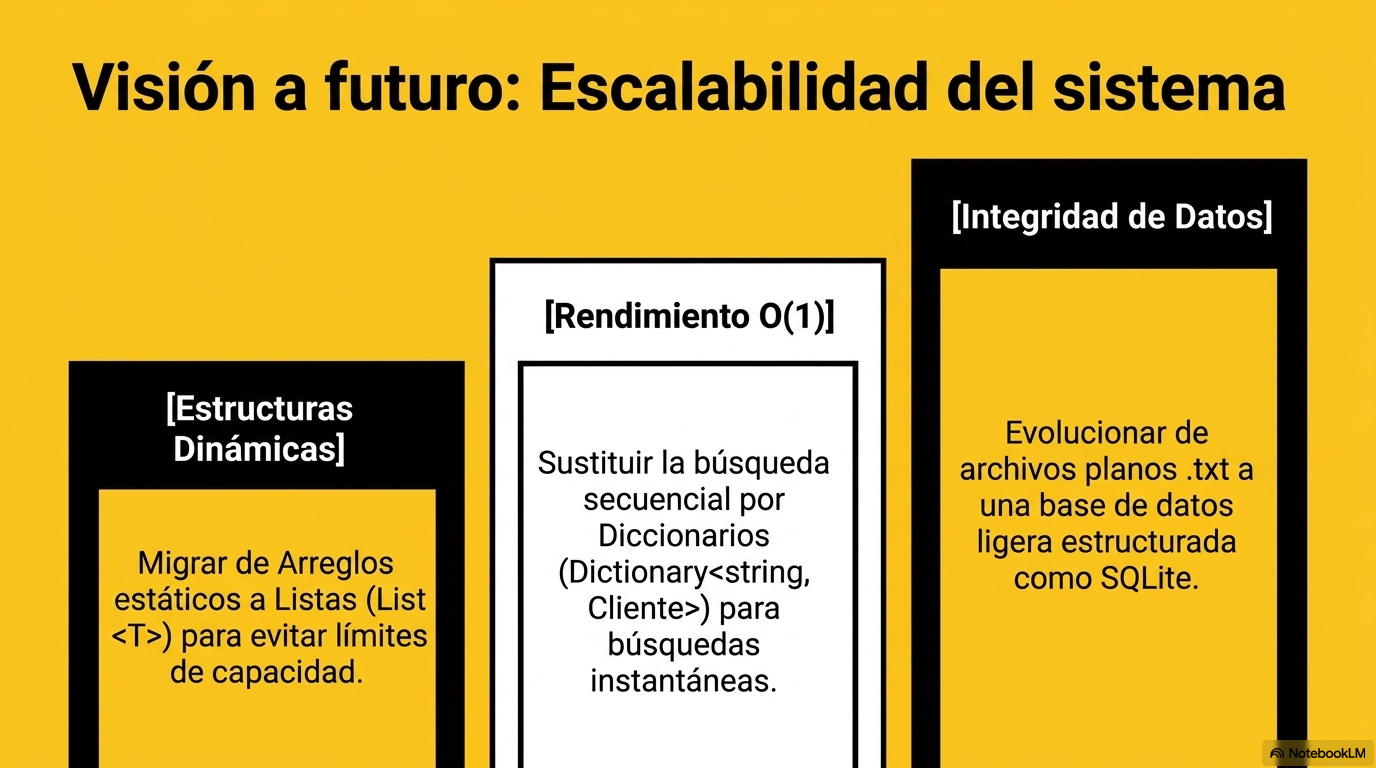 Visión a futuro: Escalabilidad del sistema
[Estructuras
Dinámicas]
Migrar de Arreglos
estáticos a Listas (List
<T>) para evitar límites
de capacidad.
[Rendimiento O(1)]
Sustituir la búsqueda
secuencial por
Diccionarios
(Dictionary<string,
Cliente>) para
búsquedas
instantáneas.
[Integridad de Datos]
Evolucionar de
archivos planos .txt a
una base de datos
ligera estructurada
como SQLite.
NotebookLM